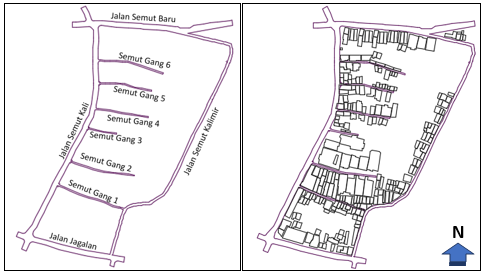 Jalan Semut Baru
Semut Gang 6
Semut Gang 5
Semut Gang 4
Semut Gang 3
Semut Gang 2
Semut Gang 1
Jalan Semut Kali
Jalan Semut Kalimir
Jalan Jagalan
N